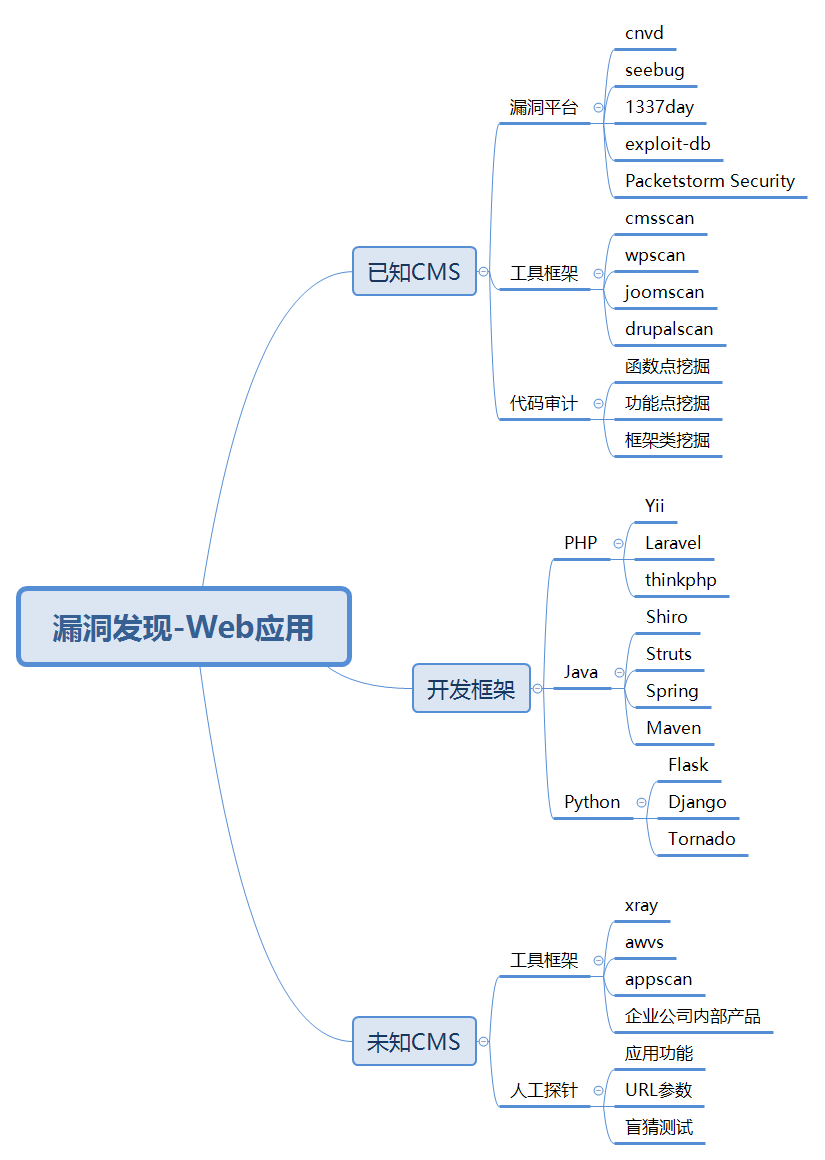 漏洞发现-Web应用
已知CMS
漏洞平台
cnvd
seebug
1337day
exploit-db
Packetstorm Security
工具框架
cmsscan
wpscan
joomscan
drupalscan
代码审计
函数点挖掘
功能点挖掘
框架类挖掘
开发框架
PHP
Yii
Laravel
thinkphp
Java
Shiro
Struts
Spring
Maven
Python
Flask
Django
Tornado
未知CMS
工具框架
xray
awvs
appscan
企业公司内部产品
人工探针
应用功能
URL参数
盲猜测试